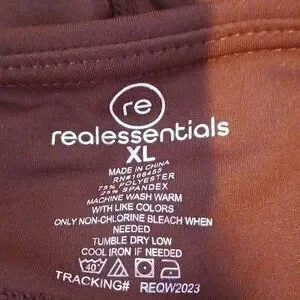 re
realessentials
XL
MADE IN CHINA
RN#166455
75% POLYESTER
25% SPANDEX
MACHINE WASH WARM
WITH LIKE COLORS
ONLY NON-CHLORINE BLEACH WHEN
NEEDED
TUMBLE DRY LOW
COOL IRON IF NEEDED
40°
TRACKING# REQW2023